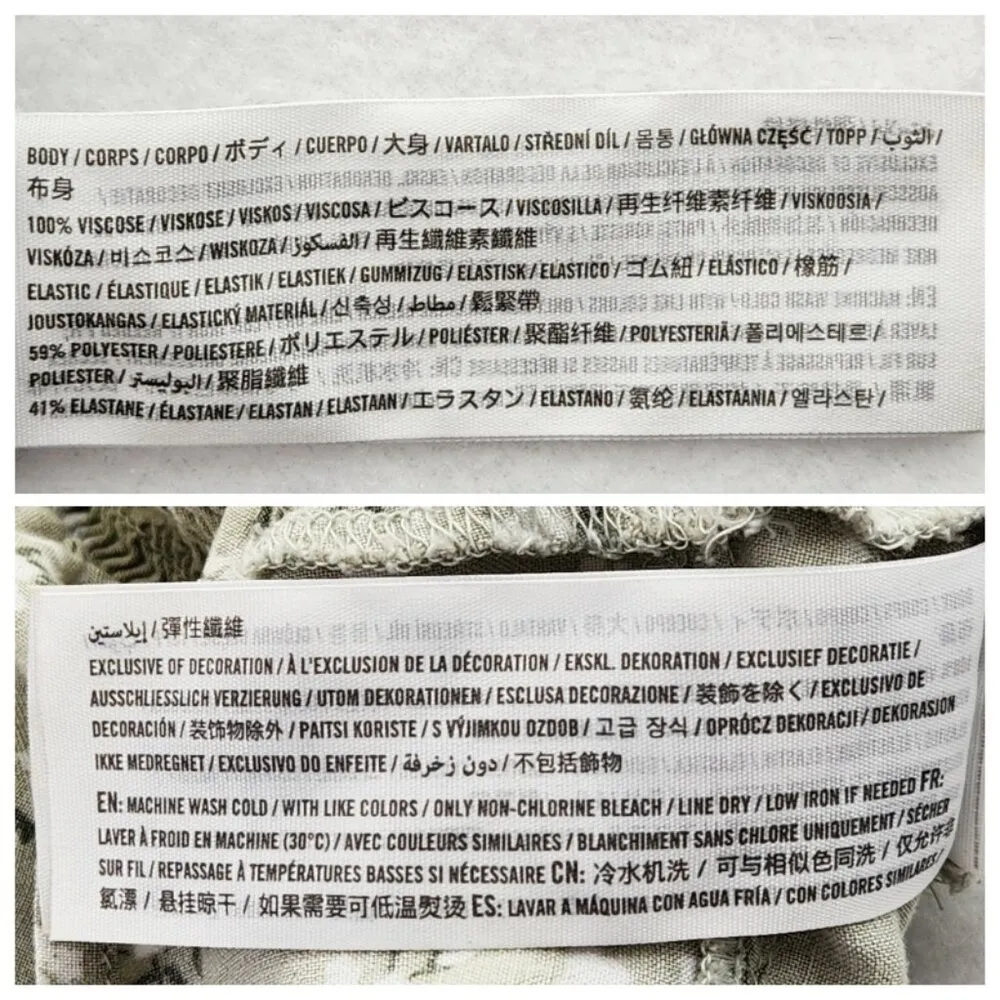 BODY / CORPS / CORPO / ボディ / CUERPO / 大身 / VARTALO / STŘEDNÍ DÍL / 몸통 / GŁÓWNA CZĘŚĆ / TOPP / الثوب /
布身
100% VISCOSE / VISKOSE / VISKOS / VISCOSA / ビスコース / VISCOSILLA / 再生纤维素纤维 / VISKOOSIA /
VISKÓZA / 비스코스 / WISKOZA / الفسكوز / 再生纖維素纖維
ELASTIC / ÉLASTIQUE / ELASTIK / ELASTIEK / GUMMIZUG / ELASTISK / ELASTICO / ゴム紐 / ELÁSTICO / 橡筋 /
JOUSTOKANGAS / ELASTICKÝ MATERIÁL / 신축성 / مطاط / 鬆緊帶
59% POLYESTER / POLIESTERE / ポリエステル / POLIÉSTER / 聚酯纤维 / POLYESTERIÄ / 폴리에스테르 /
POLIESTER / البوليستر / 聚脂纖維
41% ELASTANE / ÉLASTANE / ELASTAN / ELASTAAN / エラスタン / ELASTANO / 氨纶 / ELASTAANIA / 엘라스탄 /
إيلاستين / 彈性纖維
EXCLUSIVE OF DECORATION / À L'EXCLUSION DE LA DÉCORATION / EKSKL. DEKORATION / EXCLUSIEF DECORATIE /
AUSSCHLIESSLICH VERZIERUNG / UTOM DEKORATIONEN / ESCLUSA DECORAZIONE / 装飾を除く / EXCLUSIVO DE
DECORACIÓN / 装饰物除外 / PAITSI KORISTE / S VÝJIMKOU OZDOB / 고급 장식 / OPRÓCZ DEKORACJI / DEKORASJON
IKKE MEDREGNET / EXCLUSIVO DO ENFEITE / دون زخرفة / 不包括飾物
EN: MACHINE WASH COLD / WITH LIKE COLORS / ONLY NON-CHLORINE BLEACH / LINE DRY / LOW IRON IF NEEDED FR:
LAVER À FROID EN MACHINE (30°C) / AVEC COULEURS SIMILAIRES / BLANCHIMENT SANS CHLORE UNIQUEMENT / SÉCHER
SUR FIL / REPASSAGE À TEMPÉRATURES BASSES SI NÉCESSAIRE CN: 冷水机洗 / 可与相似色同洗 / 仅允许非
氯漂 / 悬挂晾干 / 如果需要可低温熨烫 ES: LAVAR A MÁQUINA CON AGUA FRÍA / CON COLORES SIMILARES /